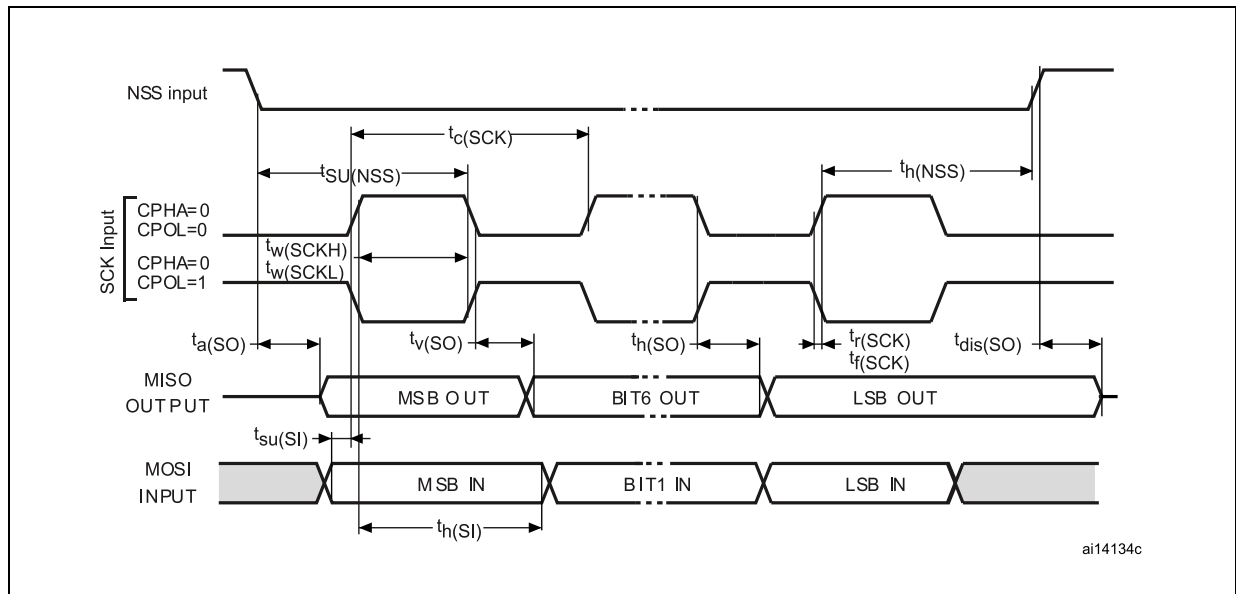 NSS input
tc(SCK)
tSU(NSS)
th(NSS)
SCK Input
CPHA=0
CPOL=0
tw(SCKH)
CPHA=0
tw(SCKL)
CPOL=1
ta(SO)
tv(SO)
th(SO)
tr(SCK)
tf(SCK)
tdis(SO)
MISO
OUTPUT
MSB OUT
BIT6 OUT
LSB OUT
tsu(SI)
MOSI
INPUT
MSB IN
BIT1 IN
LSB IN
th(SI)
ai14134c